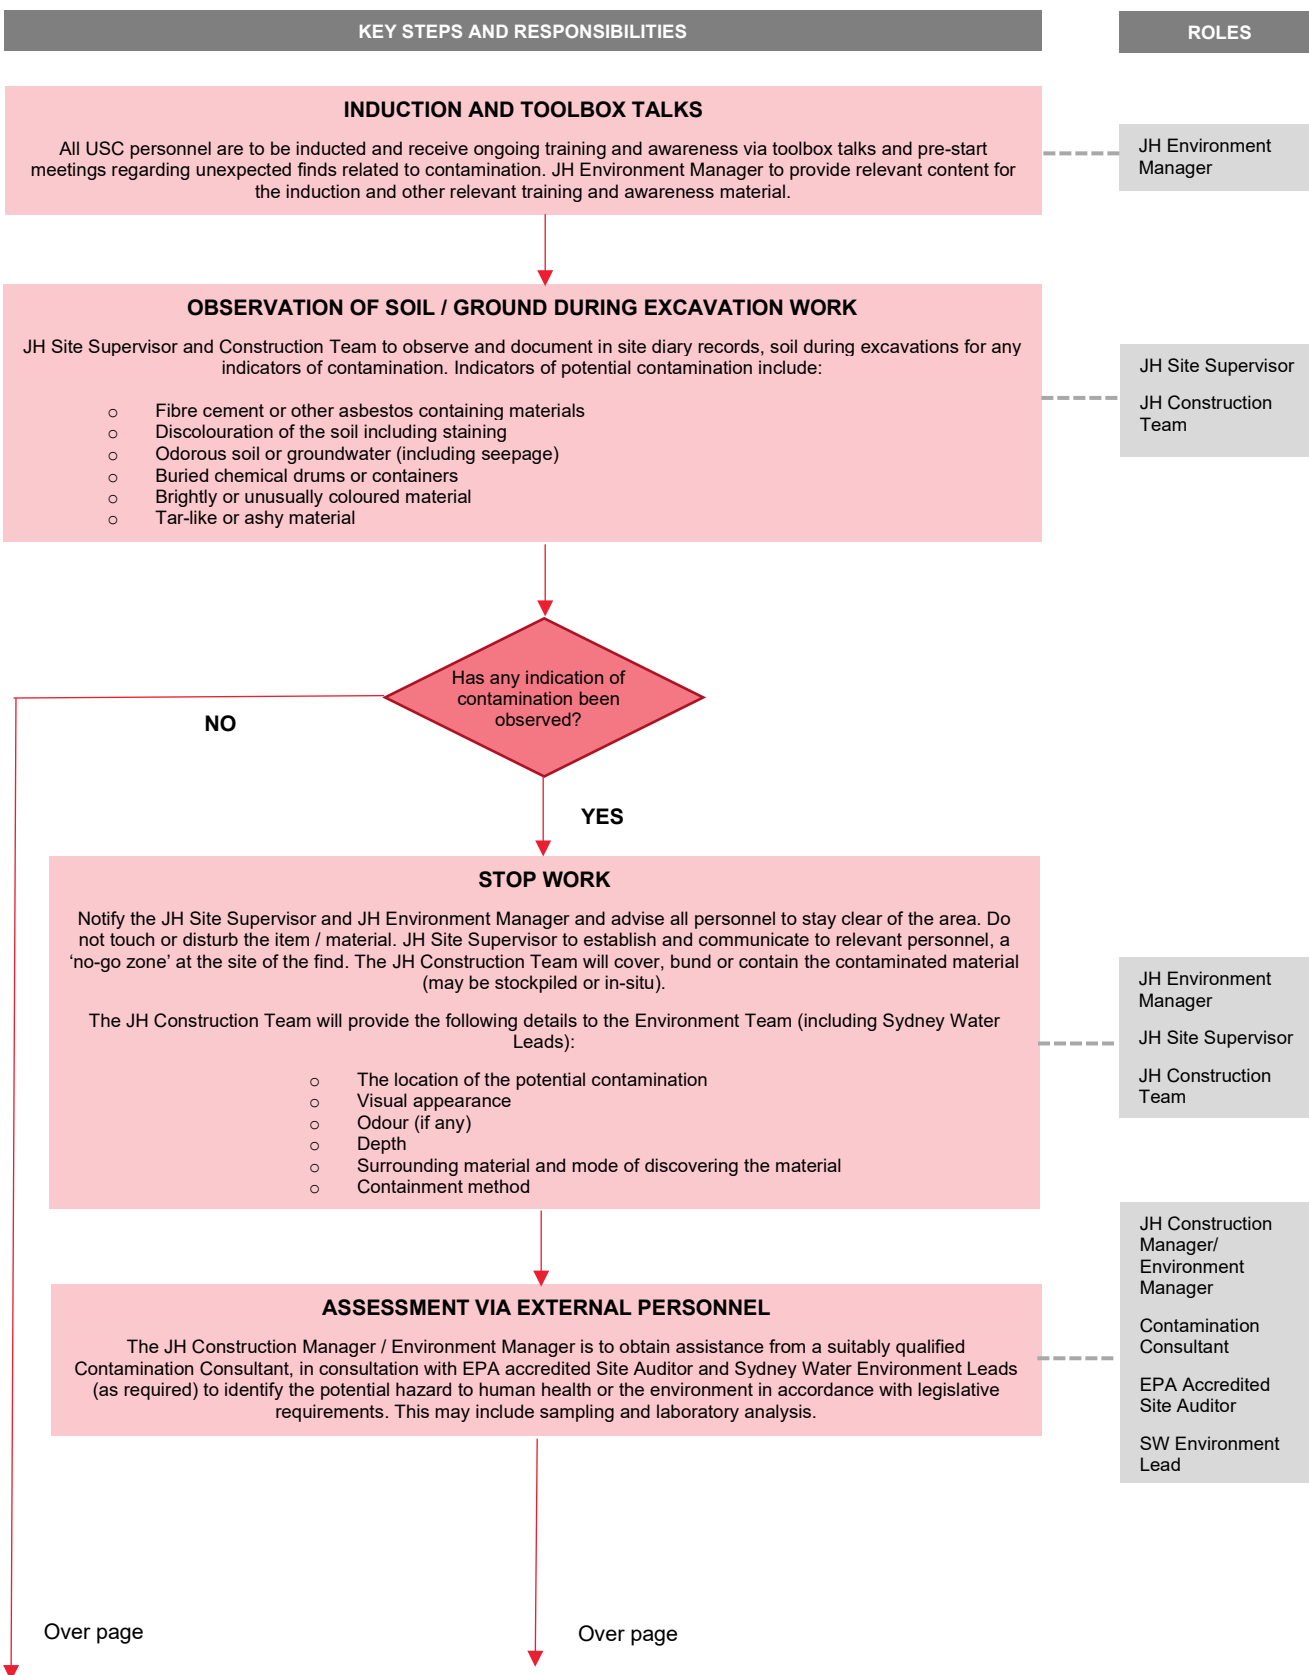 KEY STEPS AND RESPONSIBILITIES
ROLES
INDUCTION AND TOOLBOX TALKS
All USC personnel are to be inducted and receive ongoing training and awareness via toolbox talks and pre-start
meetings regarding unexpected finds related to contamination. JH Environment Manager to provide relevant content for
the induction and other relevant training and awareness material.
JH Environment
Manager
OBSERVATION OF SOIL / GROUND DURING EXCAVATION WORK
JH Site Supervisor and Construction Team to observe and document in site diary records, soil during excavations for any
indicators of contamination. Indicators of potential contamination include:
o Fibre cement or other asbestos containing materials
o Discolouration of the soil including staining
o Odorous soil or groundwater (including seepage)
o Buried chemical drums or containers
o Brightly or unusually coloured material
o Tar-like or ashy material
JH Site Supervisor
JH Construction
Team
Has any indication of
contamination been
observed?
NO
YES
STOP WORK
Notify the JH Site Supervisor and JH Environment Manager and advise all personnel to stay clear of the area. Do
not touch or disturb the item / material. JH Site Supervisor to establish and communicate to relevant personnel, a
‘no-go zone’ at the site of the find. The JH Construction Team will cover, bund or contain the contaminated material
(may be stockpiled or in-situ).
The JH Construction Team will provide the following details to the Environment Team (including Sydney Water
Leads):
o The location of the potential contamination
o Visual appearance
o Odour (if any)
o Depth
o Surrounding material and mode of discovering the material
o Containment method
JH Environment
Manager
JH Site Supervisor
JH Construction
Team
ASSESSMENT VIA EXTERNAL PERSONNEL
The JH Construction Manager / Environment Manager is to obtain assistance from a suitably qualified
Contamination Consultant, in consultation with EPA accredited Site Auditor and Sydney Water Environment Leads
(as required) to identify the potential hazard to human health or the environment in accordance with legislative
requirements. This may include sampling and laboratory analysis.
JH Construction
Manager/
Environment
Manager
Contamination
Consultant
EPA Accredited
Site Auditor
SW Environment
Lead
Over page
Over page